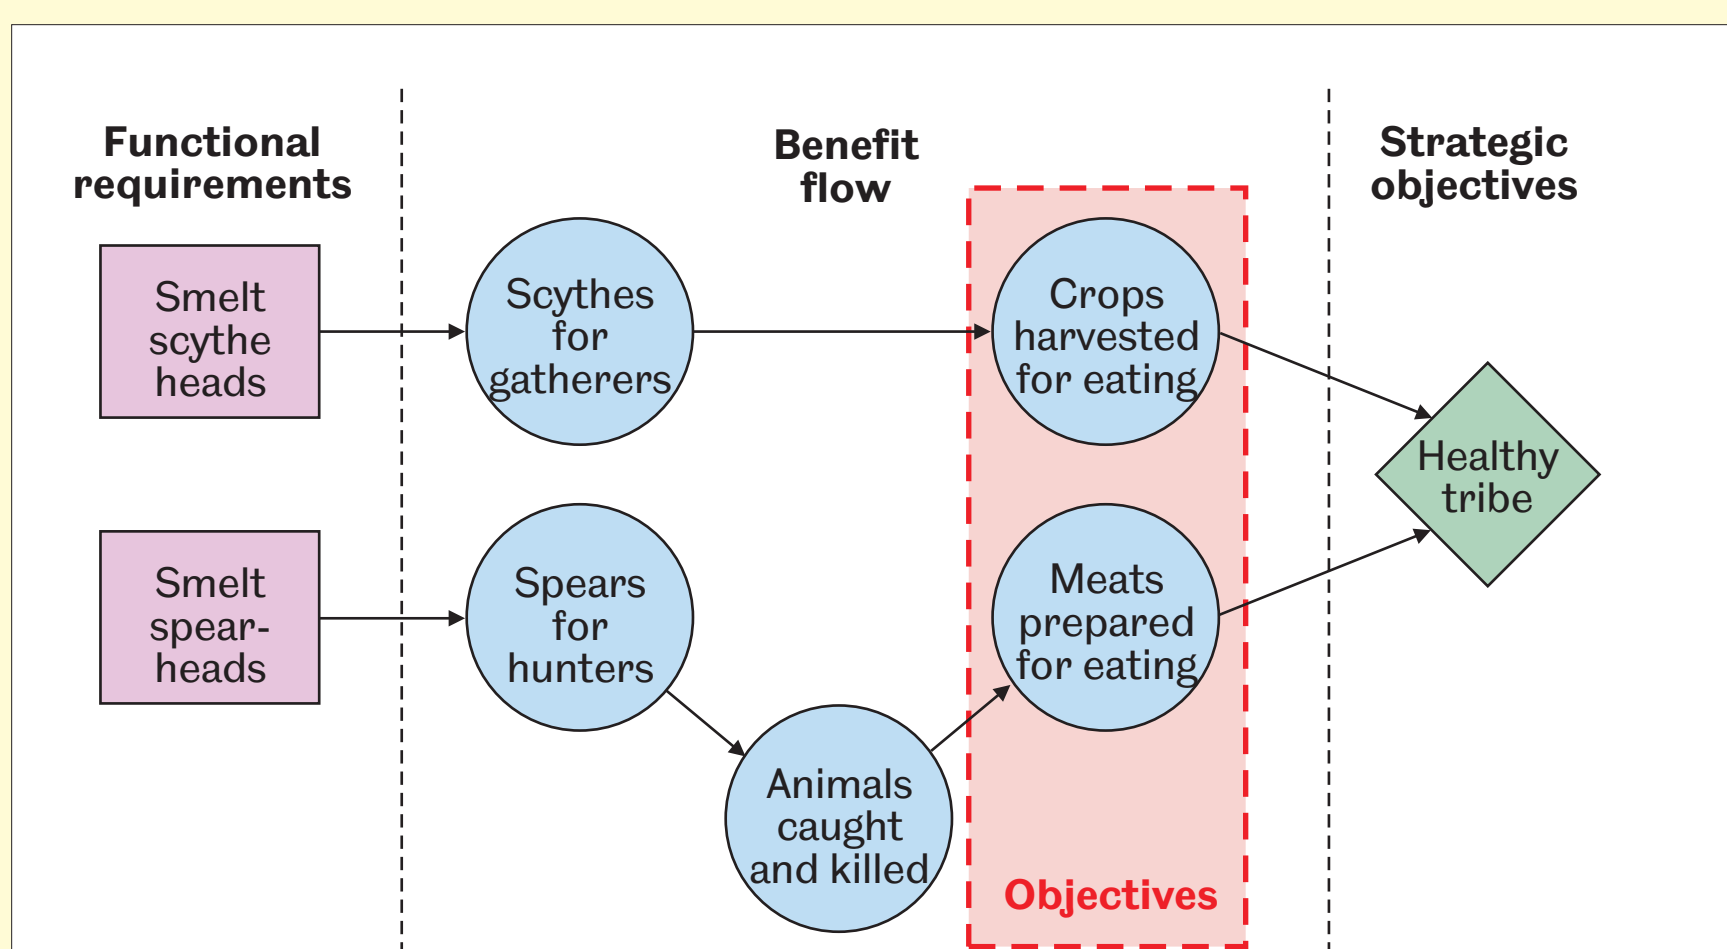 Functional
requirements
Benefit
flow
Strategic
objectives
Smelt
scythe
heads
Scythes
for
gatherers
Crops
harvested
for eating
Healthy
tribe
Smelt
spear-
heads
Spears
for
hunters
Meats
prepared
for eating
Animals
caught
and killed
Objectives